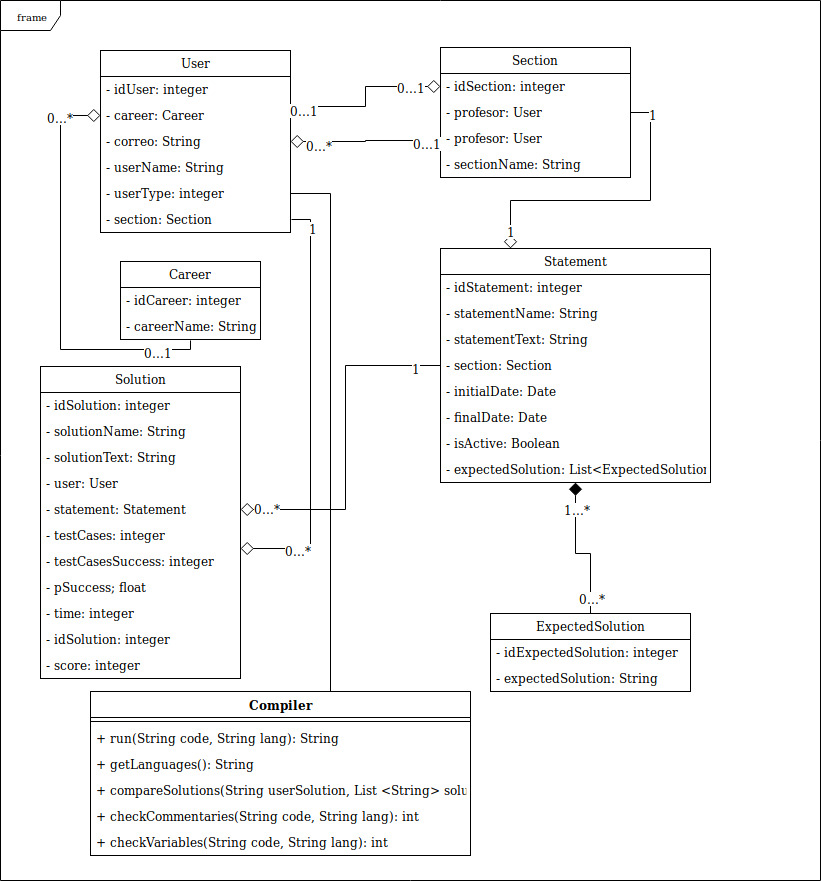 frame
User
- idUser: integer
- career: Career
- correo: String
- userName: String
- userType: integer
- section: Section
Section
- idSection: integer
- profesor: User
- profesor: User
- sectionName: String
0...1
0...1
0...*
0...1
0...*
1
1
1
Career
- idCareer: integer
- careerName: String
0...1
Statement
- idStatement: integer
- statementName: String
- statementText: String
- section: Section
- initialDate: Date
- finalDate: Date
- isActive: Boolean
- expectedSolution: List<ExpectedSolution
1
Solution
- idSolution: integer
- solutionName: String
- solutionText: String
- user: User
- statement: Statement
- testCases: integer
- testCasesSuccess: integer
- pSuccess; float
- time: integer
- idSolution: integer
- score: integer
0...*
0...*
1...*
0...*
ExpectedSolution
- idExpectedSolution: integer
- expectedSolution: String
Compiler
+ run(String code, String lang): String
+ getLanguages(): String
+ compareSolutions(String userSolution, List <String> solu
+ checkCommentaries(String code, String lang): int
+ checkVariables(String code, String lang): int